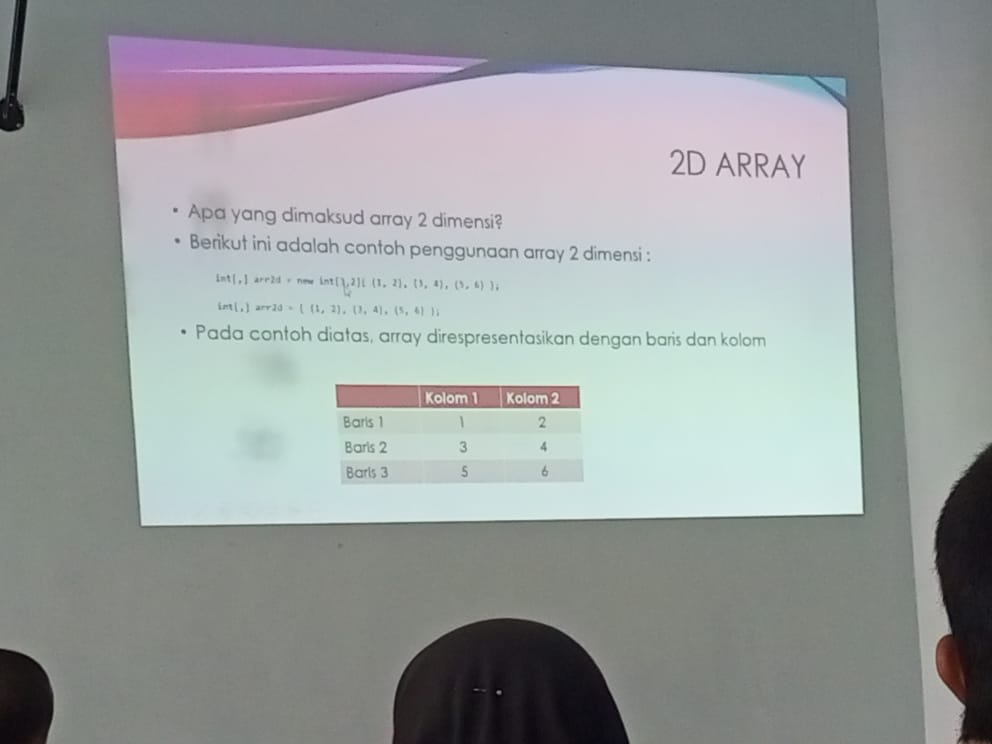 2D ARRAY
• Apa yang dimaksud array 2 dimensi?
• Berikut ini adalah contoh penggunaan array 2 dimensi :
int[,] arr2d = new int[3,2]{ {1, 2}, {3, 4}, {5, 6} };
int[,] arr2d = { {1, 2}, {3, 4}, {5, 6} };
• Pada contoh diatas, array direspresentasikan dengan baris dan kolom
Kolom 1 Kolom 2
Baris 1 1 2
Baris 2 3 4
Baris 3 5 6